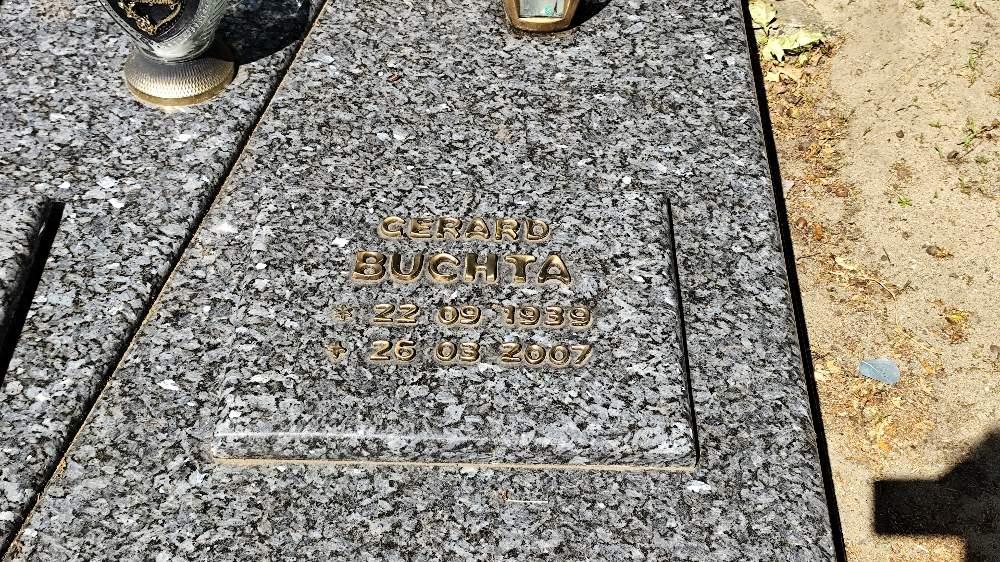 GERARD
BUCHTA
* 22 09 1939
+ 26 03 2007